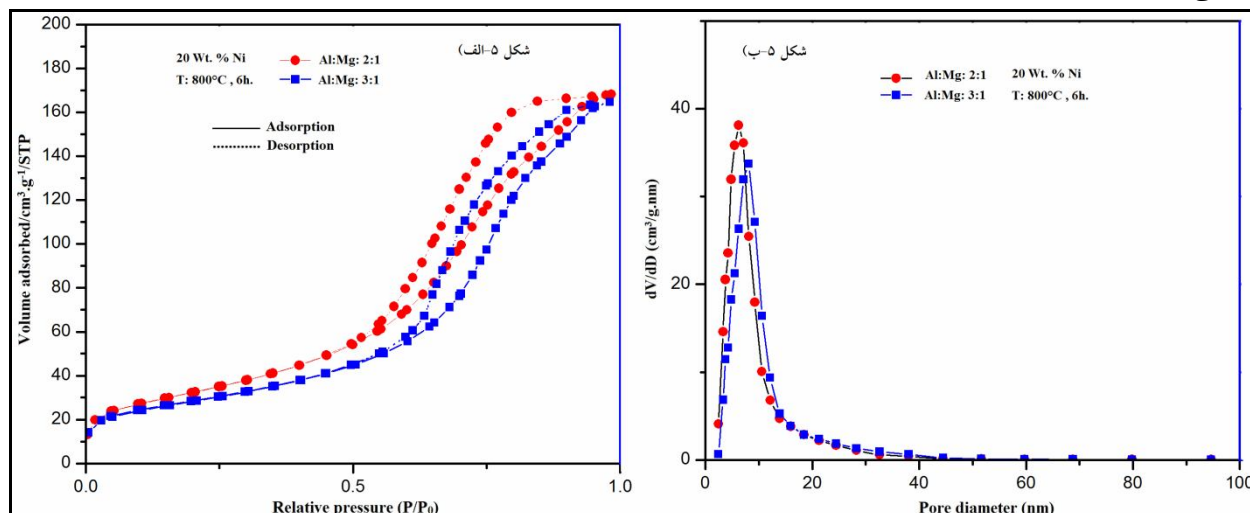 شکل ۵-الف)
20 Wt. % Ni
T: 800°C , 6h.
Al:Mg: 2:1
Al:Mg: 3:1
Adsorption
Desorption
Volume adsorbed/cm³.g⁻¹/STP
200
180
160
140
120
100
80
60
40
20
0
0.0
0.5
1.0
Relative pressure (P/P₀)
شکل ۵-ب)
Al:Mg: 2:1
Al:Mg: 3:1
20 Wt. % Ni
T: 800°C, 6h.
dV/dD (cm³/g.nm)
40
20
0
0
20
40
60
80
100
Pore diameter (nm)